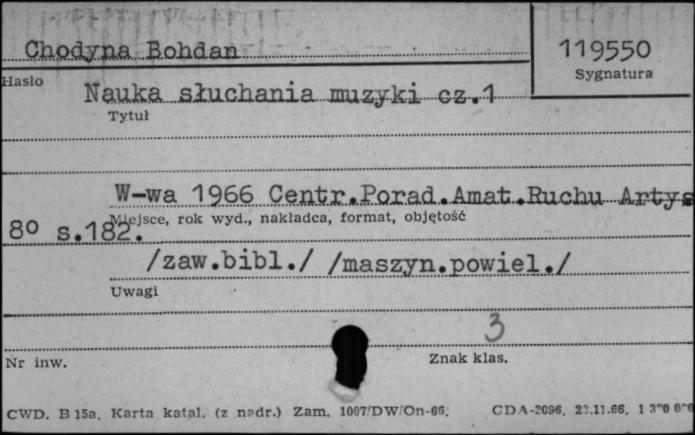 Chodyna Bohdan
119550
Hasło
Sygnatura
Nauka słuchania muzyki cz.1
Tytuł
W-wa 1966 Centr.Porad.Amat.Ruchu Artys.
Miejsce, rok wyd., nakładca, format, objętość
8º s.182.
/zaw.bibl./ /maszyn.powiel./
Uwagi
3
Nr inw.
Znak klas.
CWD. B 15a. Karta katal. (z nadr.) Zam. 1007/DW/On-66. CDA-2096. 23.11.66.